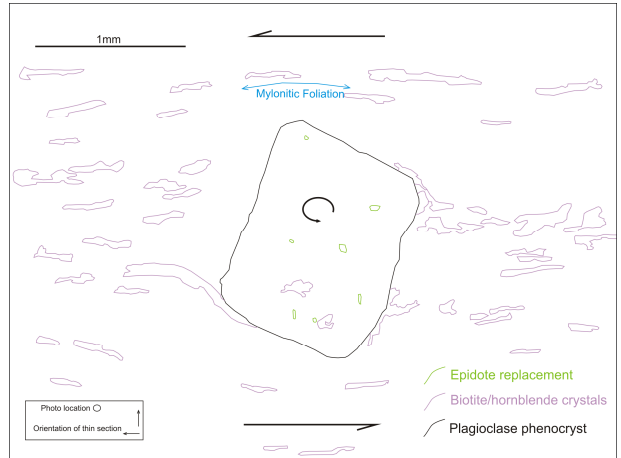 1mm
Mylonitic Foliation
Epidote replacement
Biotite/hornblende crystals
Plagioclase phenocryst
Photo location
Orientation of thin section